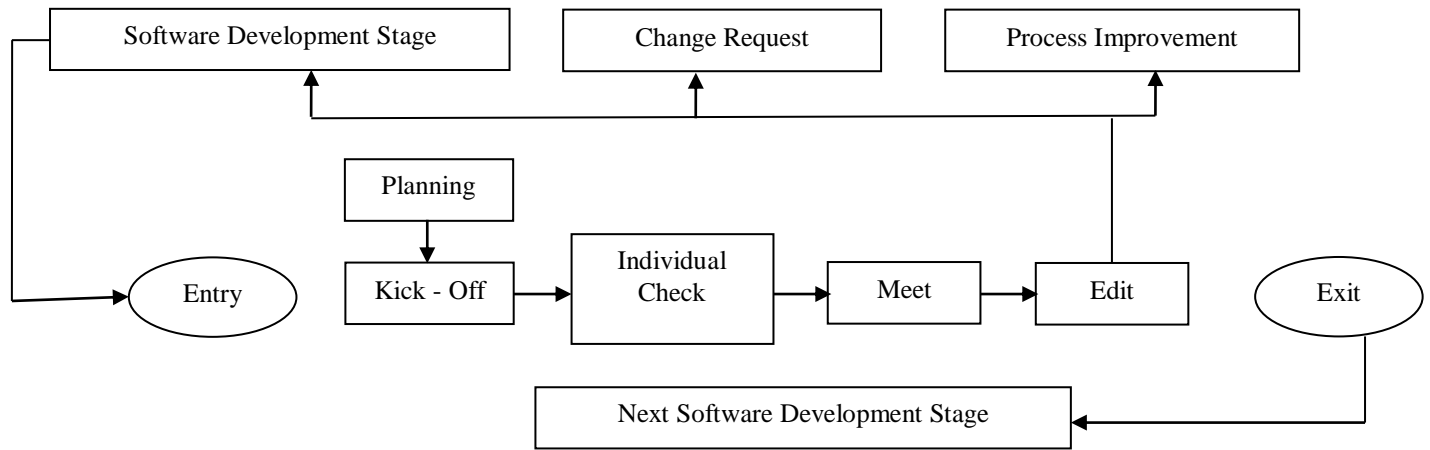 Software Development Stage
Change Request
Process Improvement
Planning
Entry
Kick - Off
Individual
Check
Meet
Edit
Exit
Next Software Development Stage